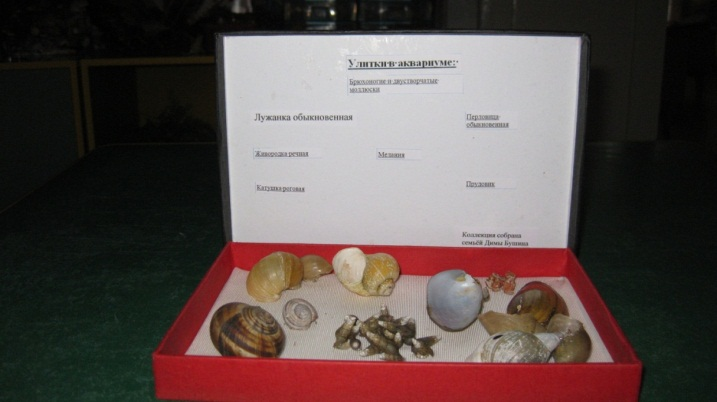 Улитки в аквариуме:
Брюхоногие и двустворчатые
моллюски
Лужанка обыкновенная
Перловица
обыкновенная
Живородка речная
Мелания
Катушка роговая
Прудовик
Коллекция собрана
семьёй Димы Бушина